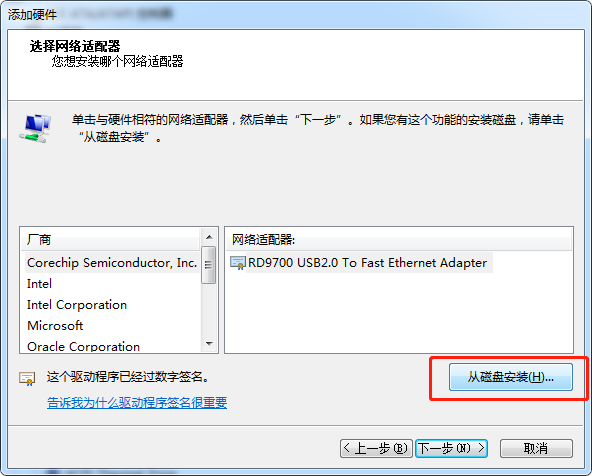 添加硬件
选择网络适配器
您想安装哪个网络适配器
单击与硬件相符的网络适配器，然后单击“下一步”。如果您有这个功能的安装磁盘，请单击
“从磁盘安装”。
厂商
Corechip Semiconductor, Inc.
Intel
Intel Corporation
Microsoft
Oracle Corporation
网络适配器:
RD9700 USB2.0 To Fast Ethernet Adapter
这个驱动程序已经过数字签名。
告诉我为什么驱动程序签名很重要
从磁盘安装(H)...
< 上一步(B)
下一步(N) >
取消